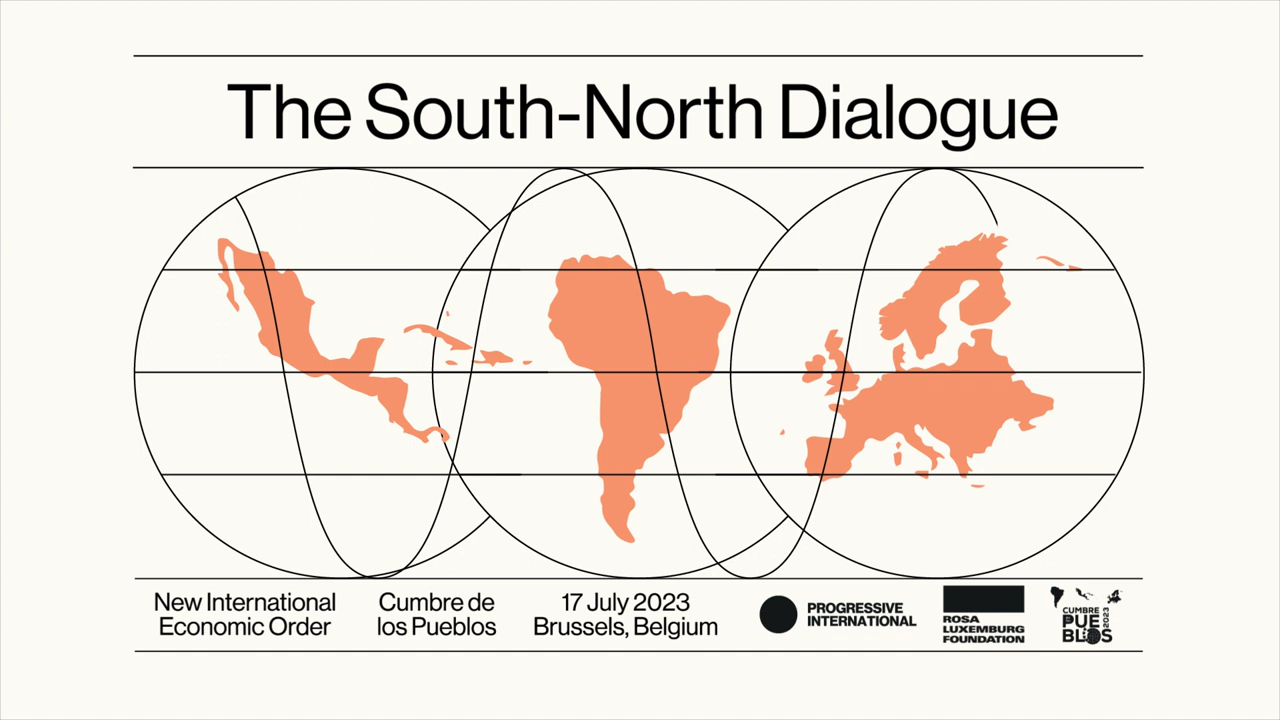 The South-North Dialogue
New International
Economic Order
Cumbre de
los Pueblos
17 July 2023
Brussels, Belgium
PROGRESSIVE
INTERNATIONAL
ROSA
LUXEMBURG
FOUNDATION
CUMBRE
PUE
BLOS
2023